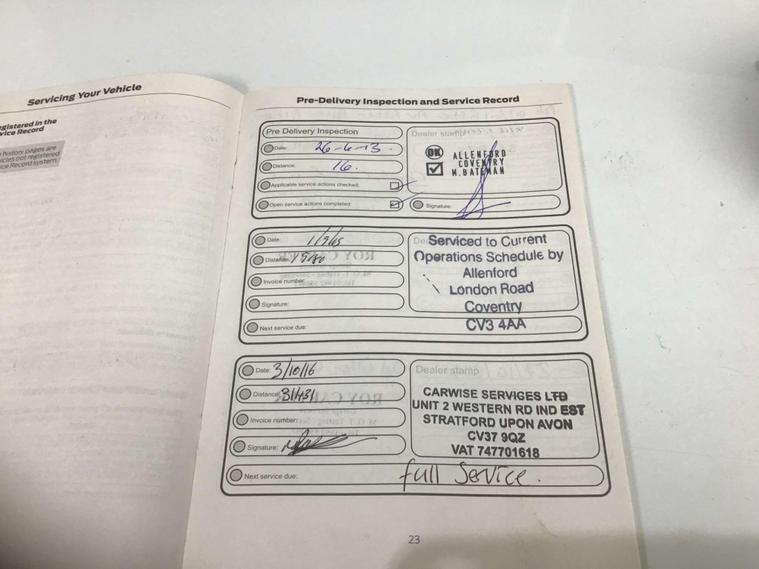 Servicing Your Vehicle
egistered in the
vice Record
history pages are
hicles not registered
ice Record system.
Pre-Delivery Inspection and Service Record
Pre Delivery Inspection
Date: 26-6-13.
Distance: 16.
Applicable service actions checked:
Open service actions completed:
Dealer stamp
OK
ALLENFORD
COVENTRY
M.BATEMAN
Signature:
Date:
Distance:
Invoice number:
Signature:
Next service due:
Serviced to Current
Operations Schedule by
Allenford
London Road
Coventry
CV3 4AA
Date: 3/10/16
Distance: 31431
Invoice number:
Signature:
Next service due: full service.
Dealer stamp
CARWISE SERVICES LTD
UNIT 2 WESTERN RD IND EST
STRATFORD UPON AVON
CV37 9QZ
VAT 747701618
23